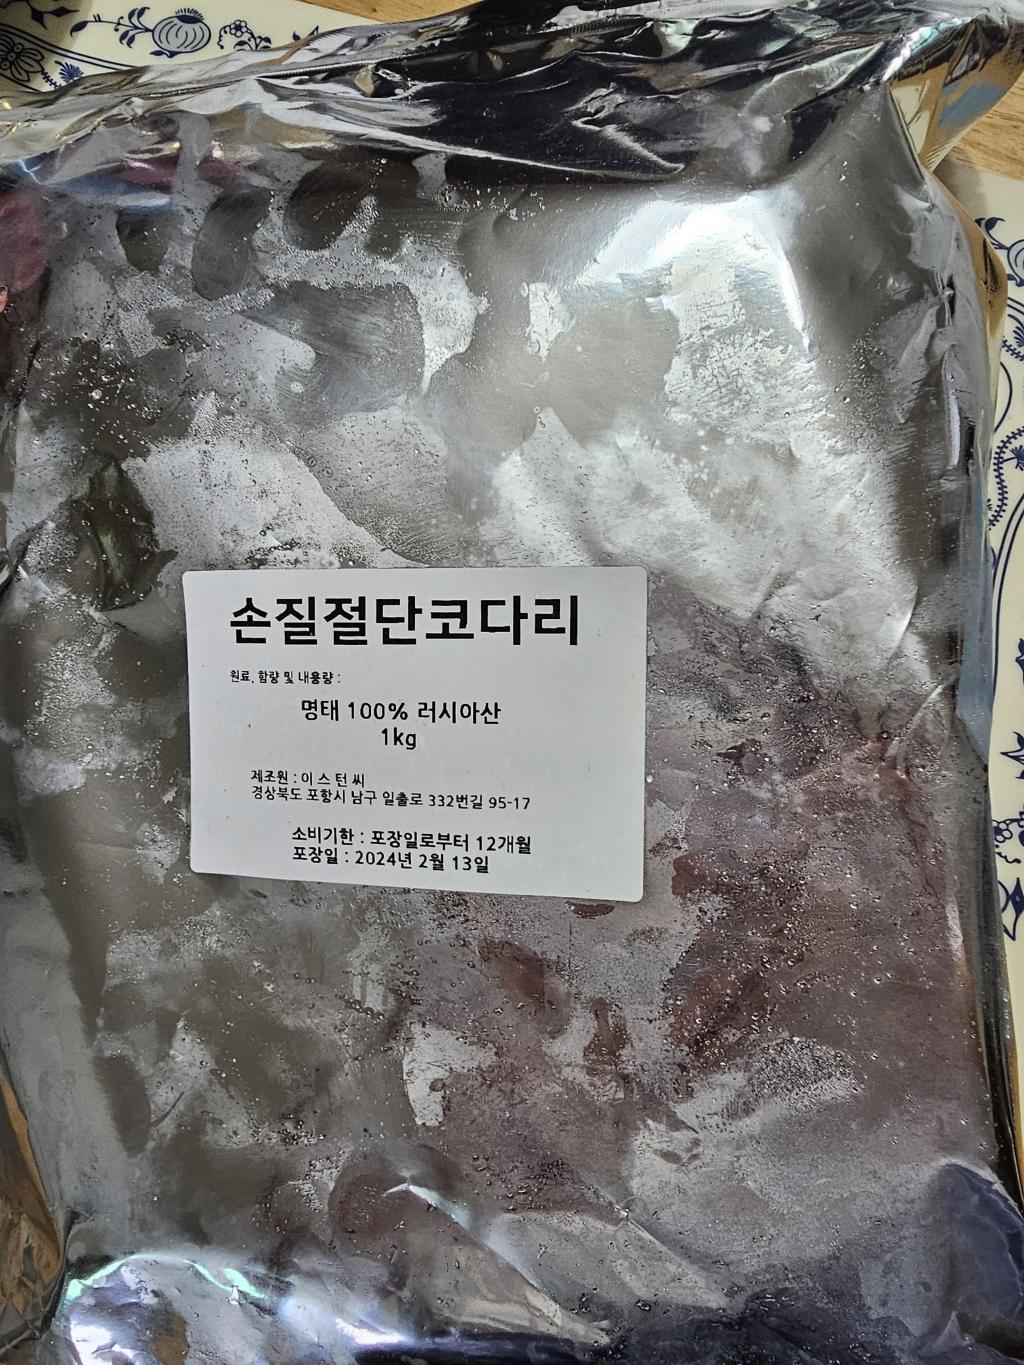 손질절단코다리
원료, 함량 및 내용량 :
명태 100% 러시아산
1kg
제조원 : 이 스 턴 씨
경상북도 포항시 남구 일출로 332번길 95-17
소비기한 : 포장일로부터 12개월
포장일 : 2024년 2월 13일